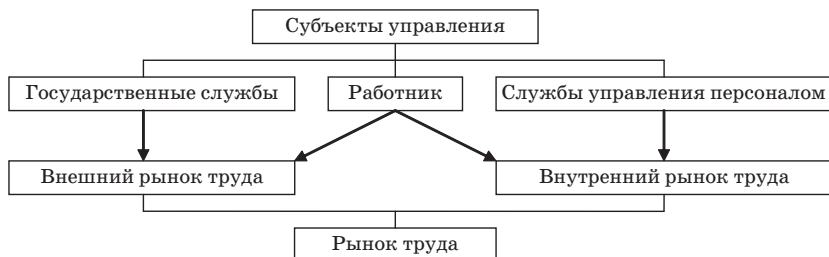 Субъекты управления
Государственные службы
Работник
Службы управления персоналом
Внешний рынок труда
Внутренний рынок труда
Рынок труда